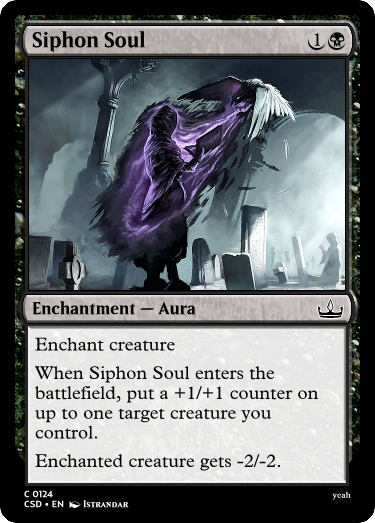 Siphon Soul 1
Enchantment — Aura
Enchant creature
When Siphon Soul enters the
battlefield, put a +1/+1 counter on
up to one target creature you
control.
Enchanted creature gets -2/-2.
C 0124
CSD • EN Istrandar
yeah